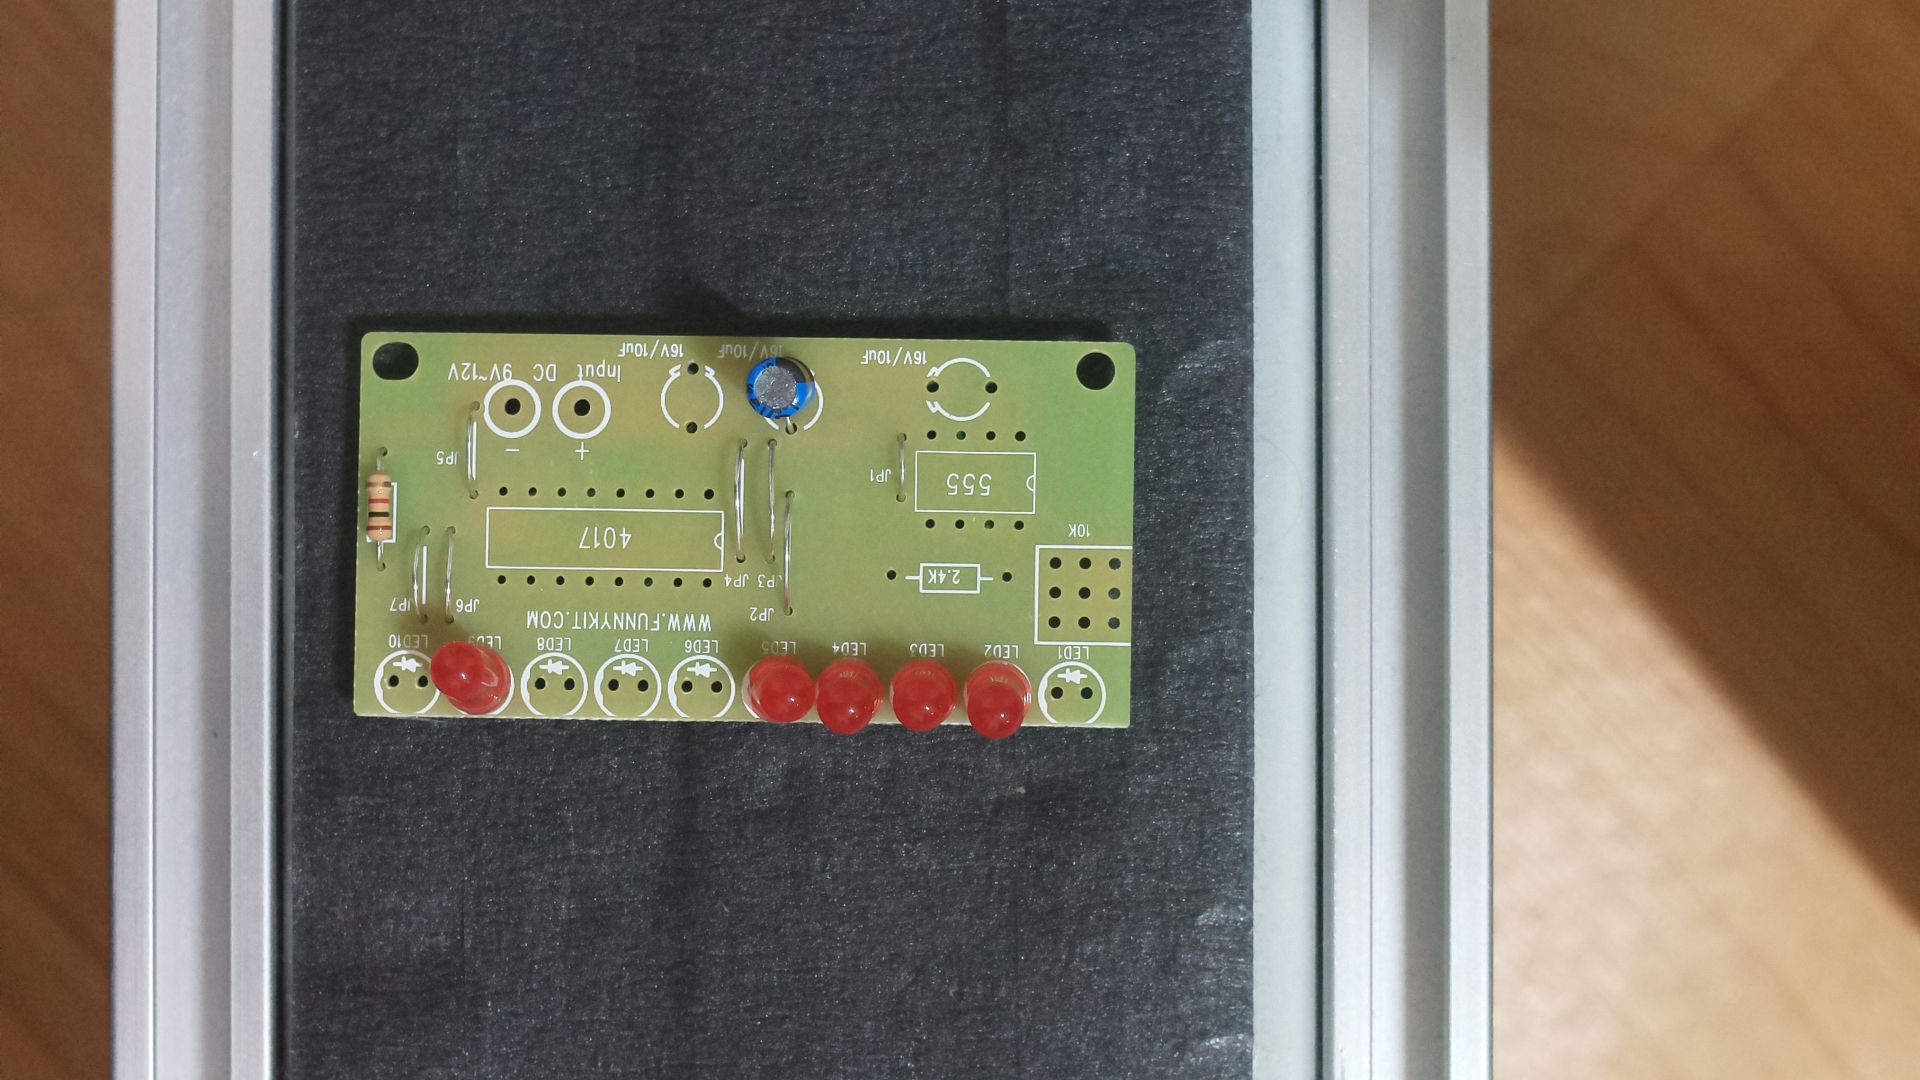 LED1
LED2
LED3
LED4
LED5
LED6
LED7
LED8
LED9
LED10
WWW.FUNNYKIT.COM
JP2
JP3
JP4
JP6
JP7
10K
2.4K
4017
555
JP1
JP5
+
−
Input DC 9V~12V
16V/10uF
16V/10uF
16V/10uF